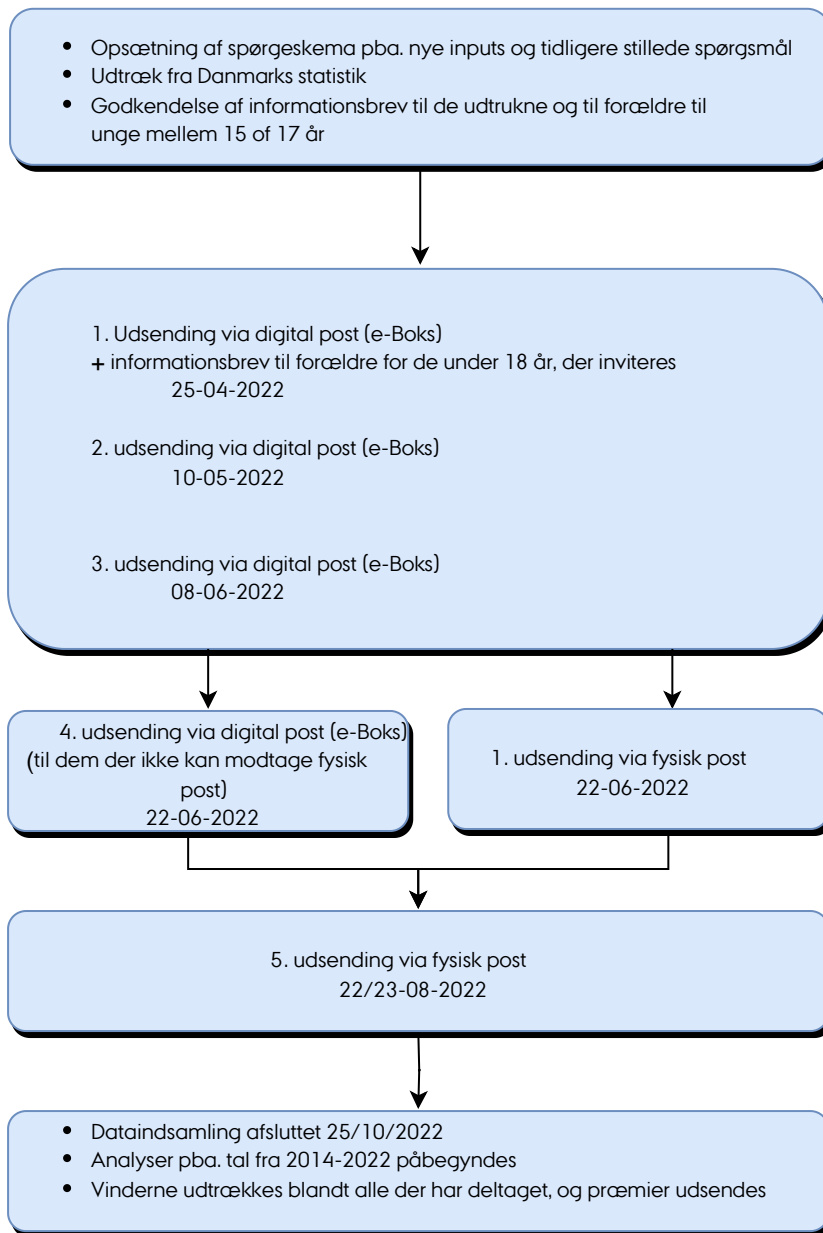 • Opsætning af spørgeskema pba. nye inputs og tidligere stillede spørgsmål
• Udtræk fra Danmarks statistik
• Godkendelse af informationsbrev til de udtrukne og til forældre til
unge mellem 15 of 17 år
1. Udsending via digital post (e-Boks)
+ informationsbrev til forældre for de under 18 år, der inviteres
25-04-2022
2. udsending via digital post (e-Boks)
10-05-2022
3. udsending via digital post (e-Boks)
08-06-2022
4. udsending via digital post (e-Boks)
(til dem der ikke kan modtage fysisk
post)
22-06-2022
1. udsending via fysisk post
22-06-2022
5. udsending via fysisk post
22/23-08-2022
• Dataindsamling afsluttet 25/10/2022
• Analyser pba. tal fra 2014-2022 påbegyndes
• Vinderne udtrækkes blandt alle der har deltaget, og præmier udsendes